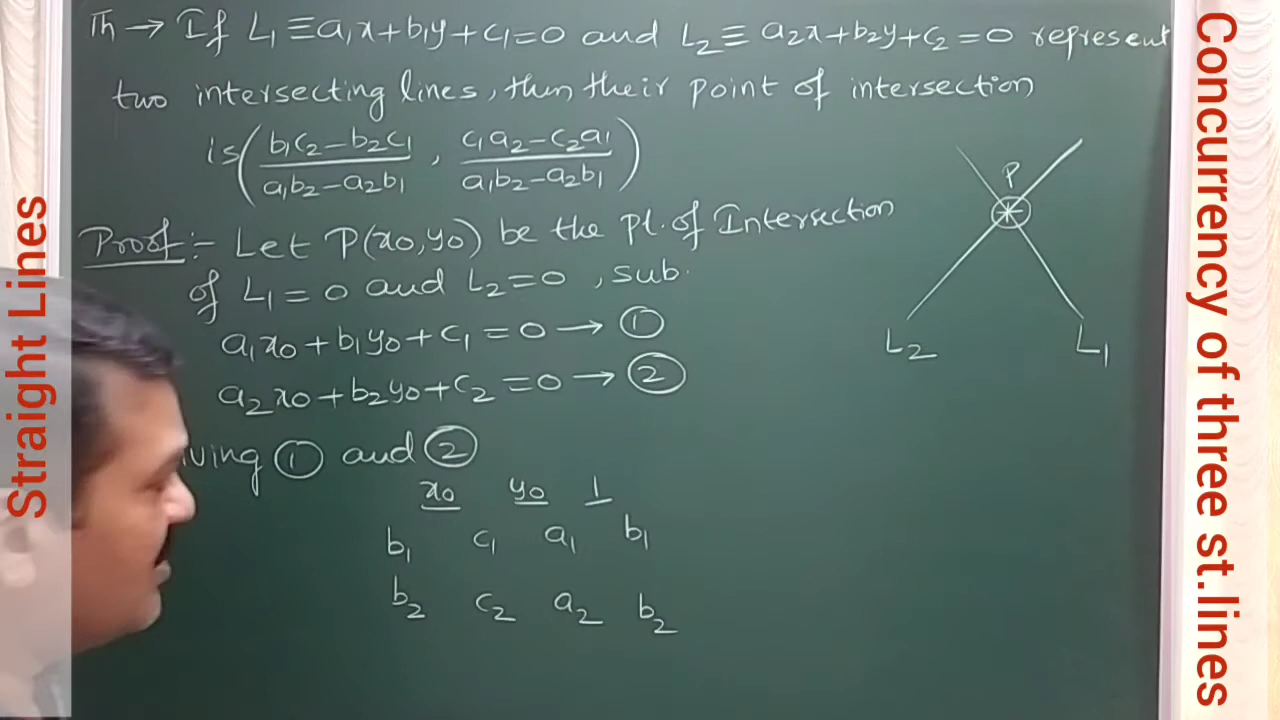 Th → If L₁ ≡ a₁x + b₁y + c₁ = 0 and L₂ ≡ a₂x + b₂y + c₂ = 0 represent
two intersecting lines, then their point of intersection
is ( (b₁c₂ – b₂c₁)/(a₁b₂ – a₂b₁) , (c₁a₂ – c₂a₁)/(a₁b₂ – a₂b₁) )
Proof :- Let P(x₀, y₀) be the pt. of Intersection
of L₁ = 0 and L₂ = 0 , sub.
a₁x₀ + b₁y₀ + c₁ = 0 → ①
a₂x₀ + b₂y₀ + c₂ = 0 → ②
ving ① and ②
x₀ y₀ 1
b₁ c₁ a₁ b₁
b₂ c₂ a₂ b₂
P
L₂ L₁
Straight Lines
Concurrency of three st.lines